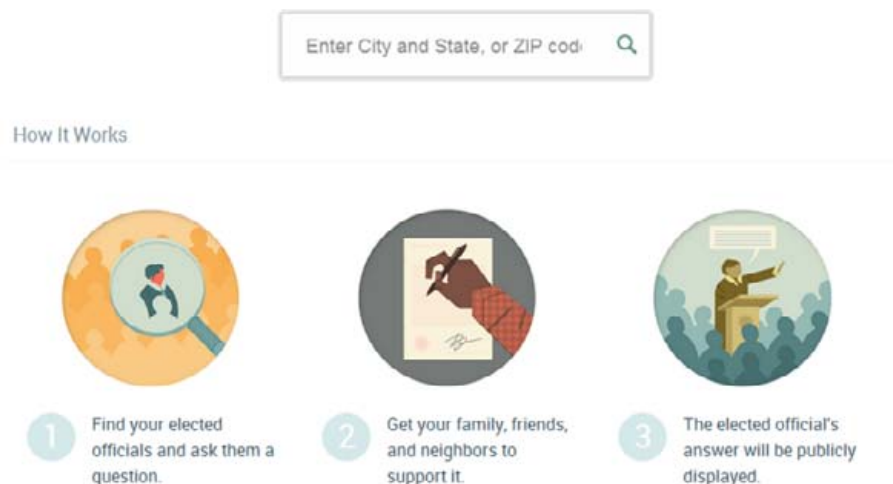 Enter City and State, or ZIP cod
How It Works
1
Find your elected
officials and ask them a
question.
2
Get your family, friends,
and neighbors to
support it.
3
The elected official's
answer will be publicly
displayed.